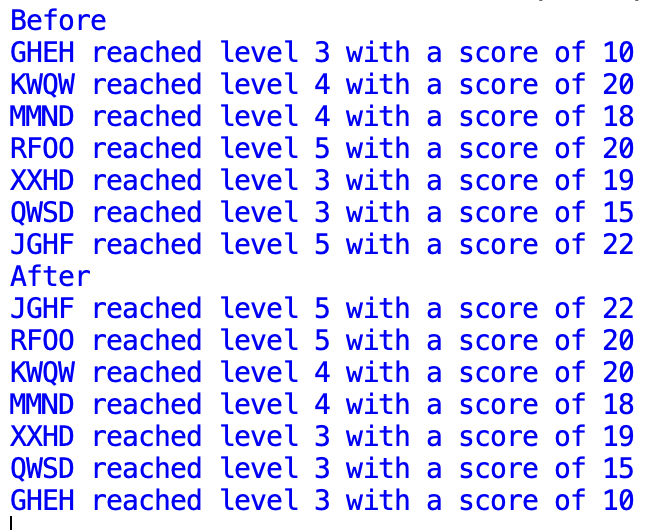 Before
GHEH reached level 3 with a score of 10
KWQW reached level 4 with a score of 20
MMND reached level 4 with a score of 18
RFOO reached level 5 with a score of 20
XXHD reached level 3 with a score of 19
QWSD reached level 3 with a score of 15
JGHF reached level 5 with a score of 22
After
JGHF reached level 5 with a score of 22
RFOO reached level 5 with a score of 20
KWQW reached level 4 with a score of 20
MMND reached level 4 with a score of 18
XXHD reached level 3 with a score of 19
QWSD reached level 3 with a score of 15
GHEH reached level 3 with a score of 10